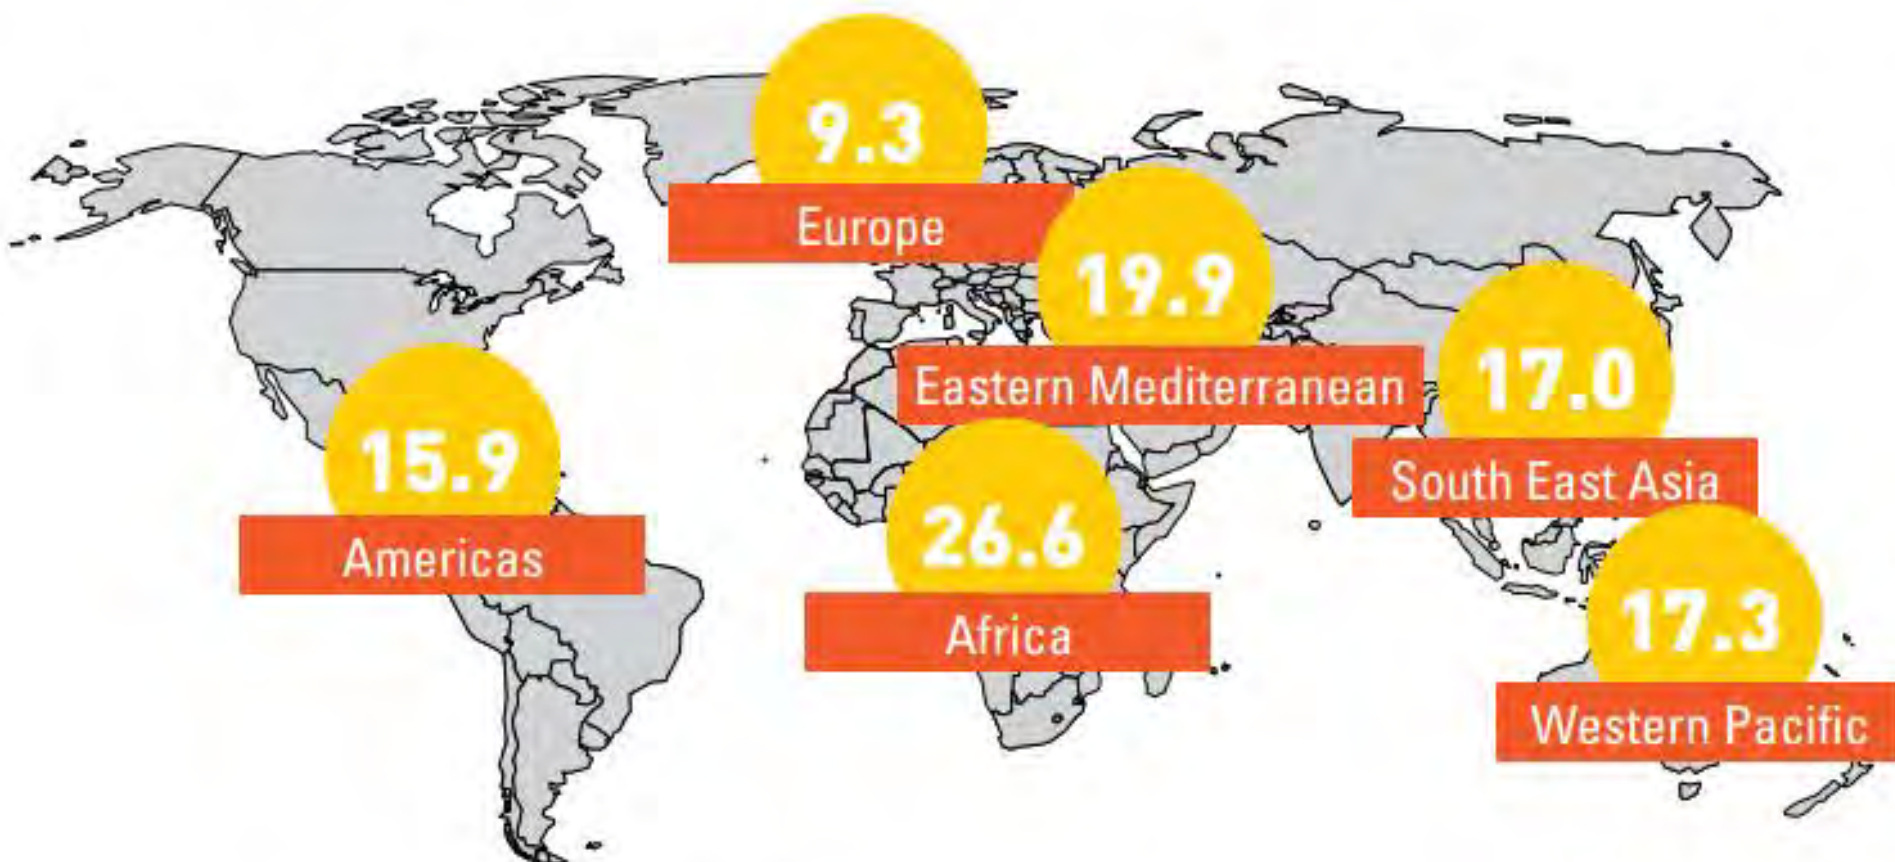 9.3
Europe
19.9
Eastern Mediterranean
17.0
South East Asia
15.9
Americas
26.6
Africa
17.3
Western Pacific